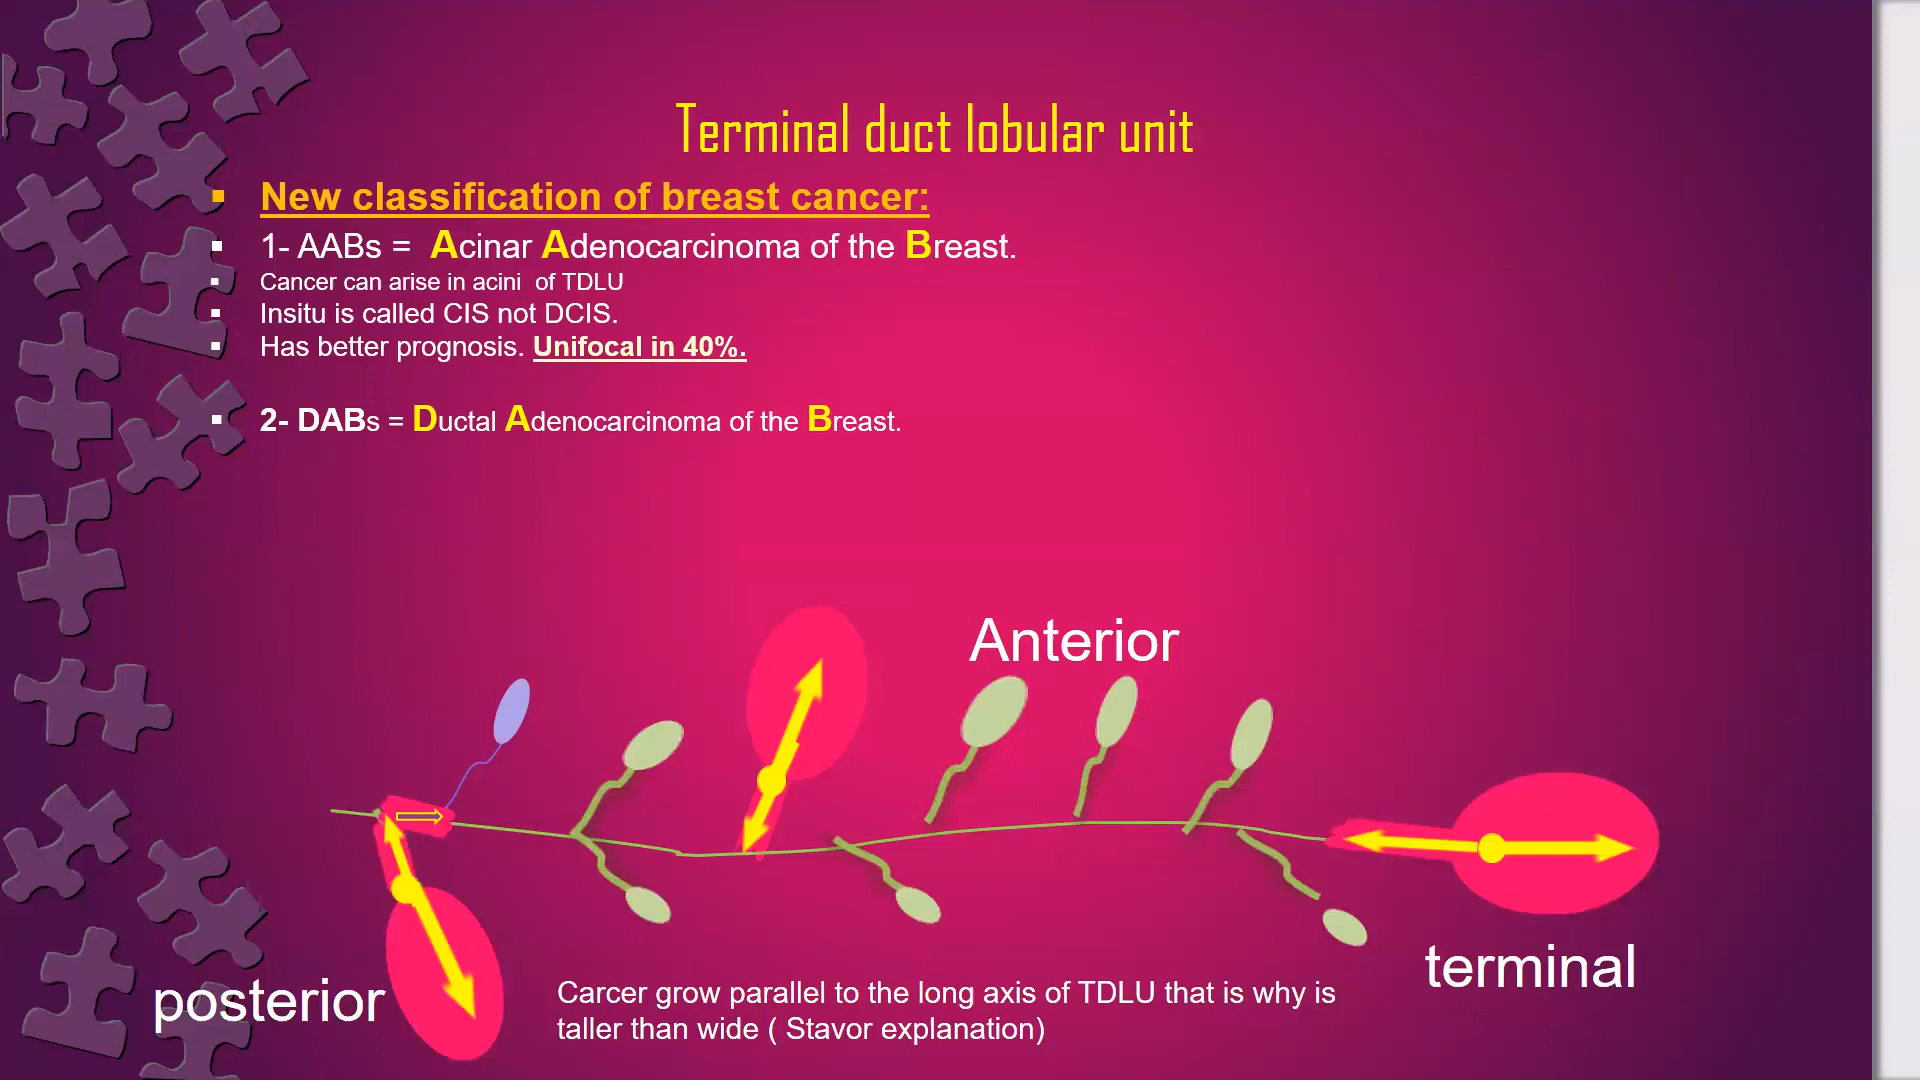 Terminal duct lobular unit
New classification of breast cancer:
1- AABs = Acinar Adenocarcinoma of the Breast.
Cancer can arise in acini of TDLU
Insitu is called CIS not DCIS.
Has better prognosis. Unifocal in 40%.
2- DABs = Ductal Adenocarcinoma of the Breast.
Anterior
terminal
posterior
Carcer grow parallel to the long axis of TDLU that is why is
taller than wide ( Stavor explanation)